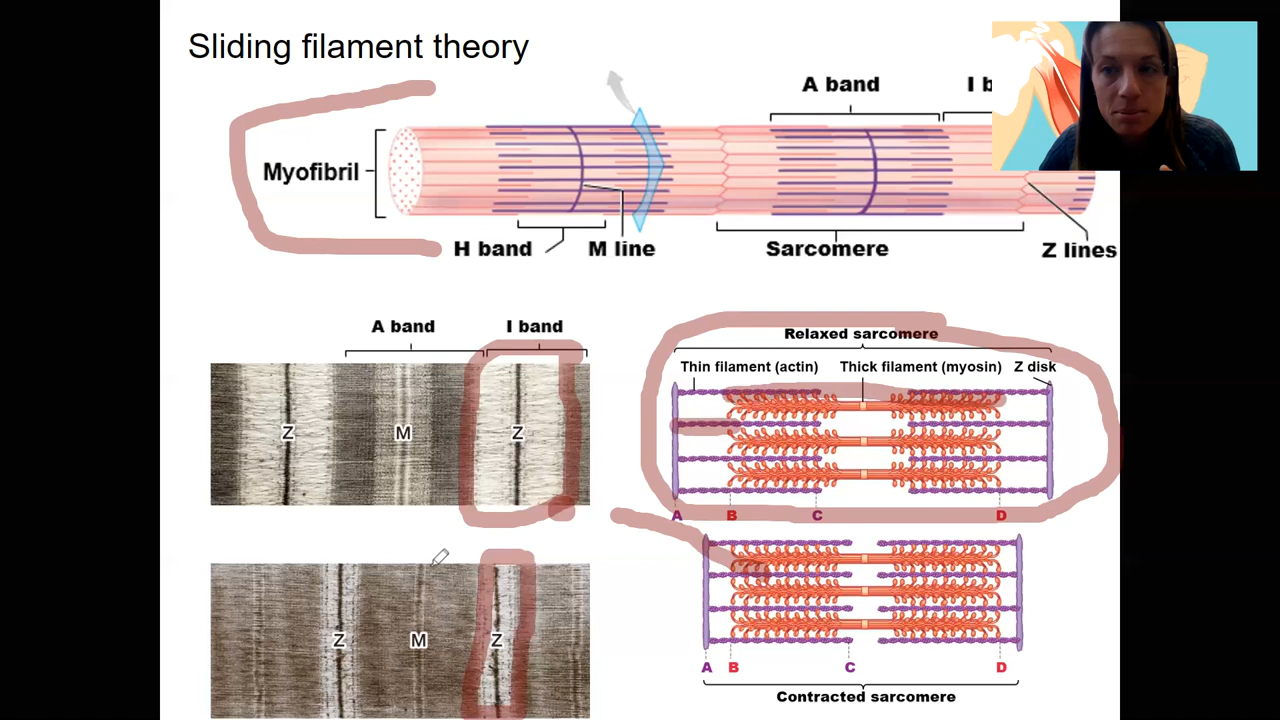 Sliding filament theory
A band
I b
Myofibril
H band
M line
Sarcomere
Z lines
A band
I band
Z
M
Z
Z
M
Z
Relaxed sarcomere
Thin filament (actin)
Thick filament (myosin)
Z disk
A
B
C
D
A
B
C
D
Contracted sarcomere